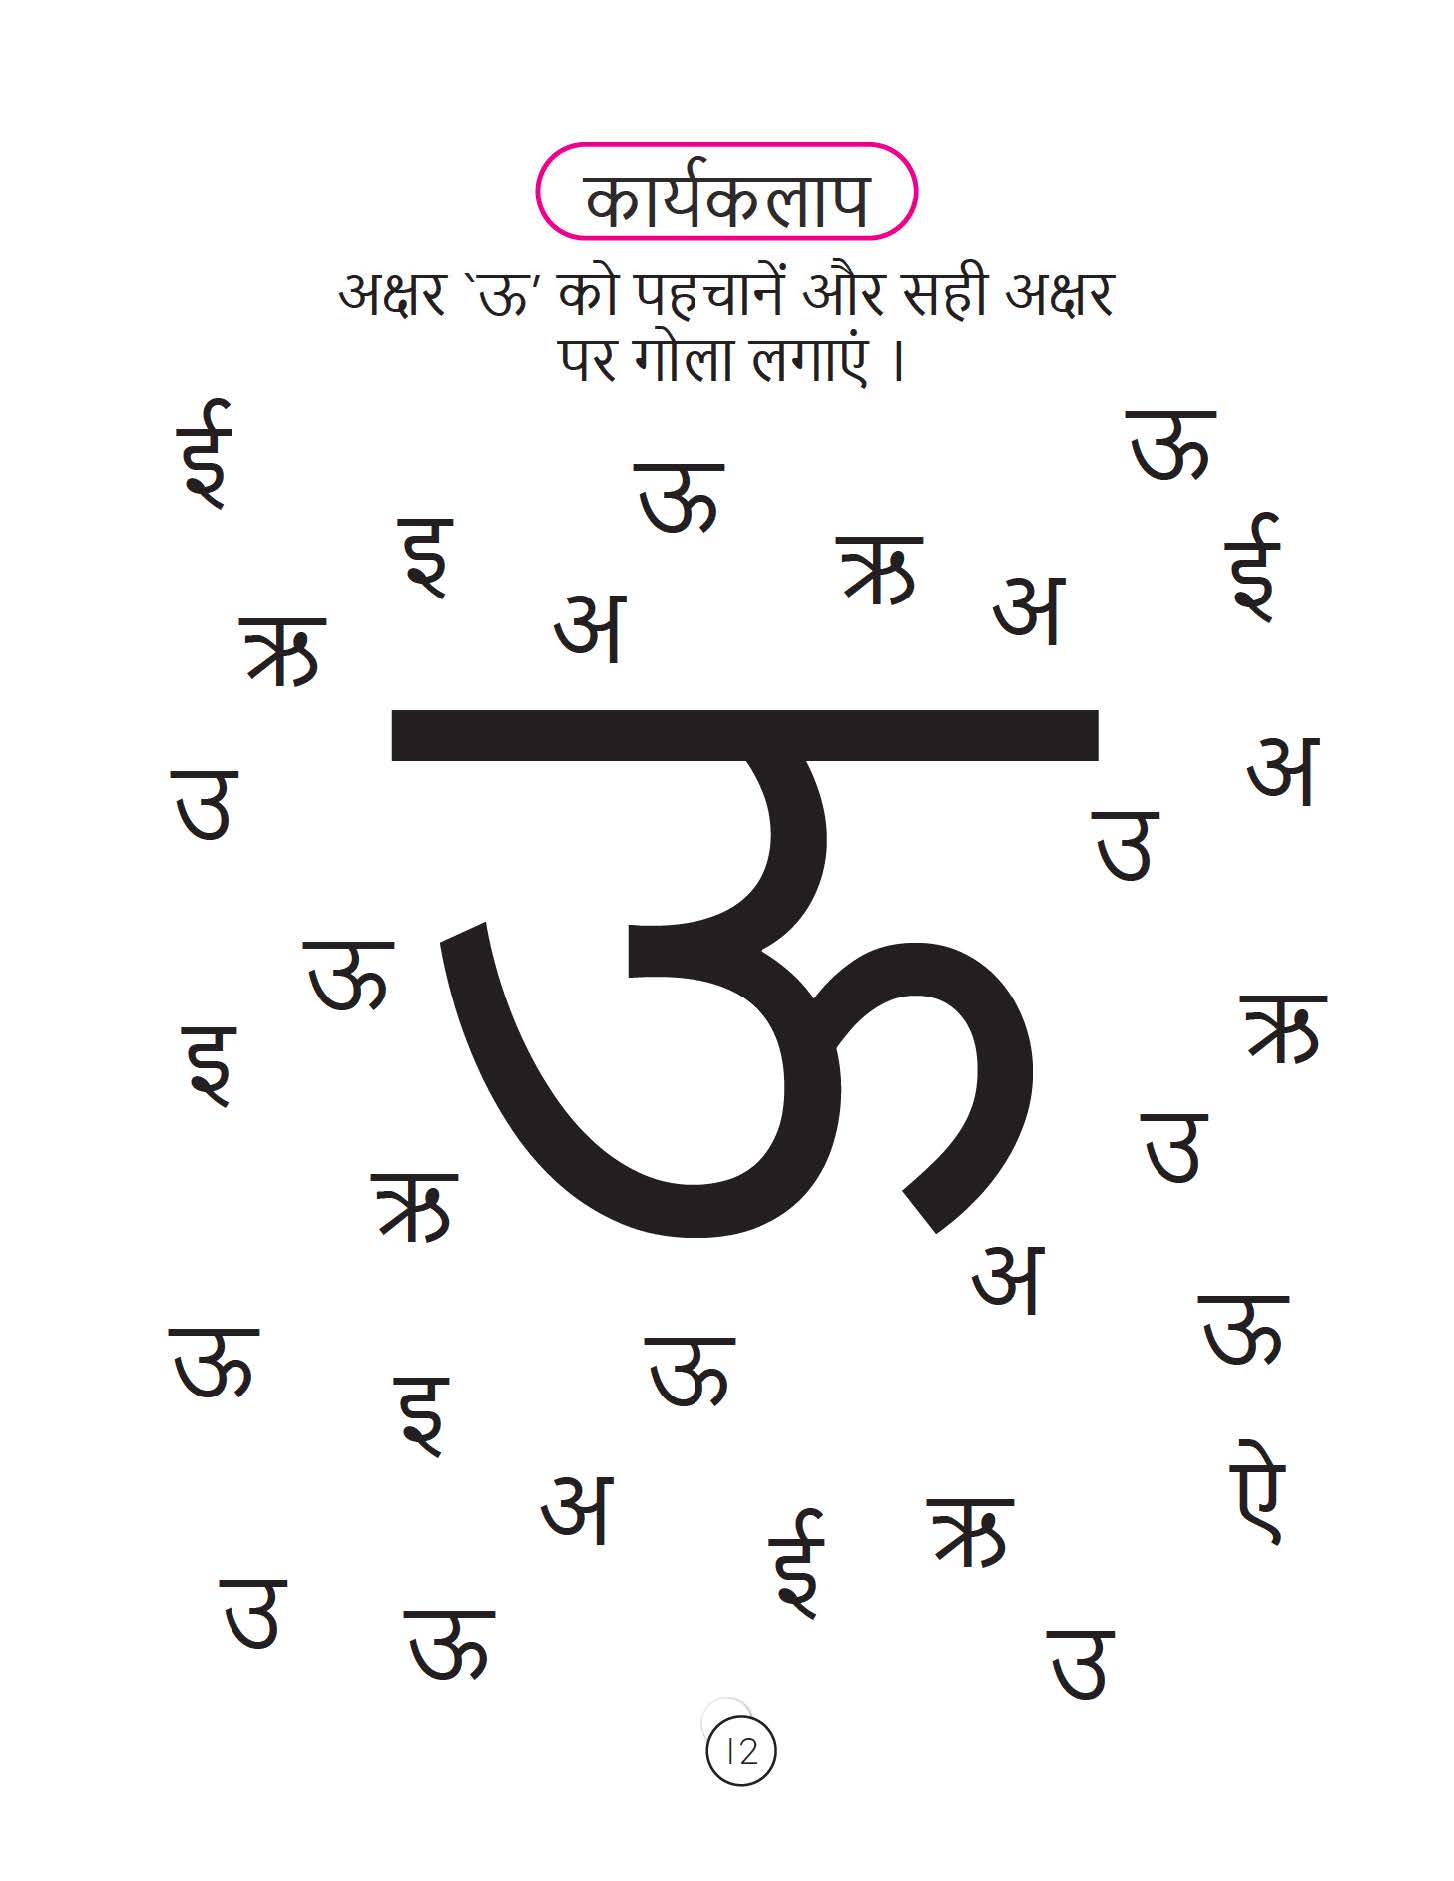 कार्यकलाप
अक्षर `ऊ’ को पहचानें और सही अक्षर
पर गोला लगाएं ।
ई
ऊ
ऊ
इ
ऋ
ई
अ
अ
ऋ
ऊ
उ
अ
उ
ऊ
ऋ
इ
उ
ऋ
अ
ऊ
ऊ
ऊ
इ
ऐ
अ
ऋ
ई
उ
ऊ
उ
12